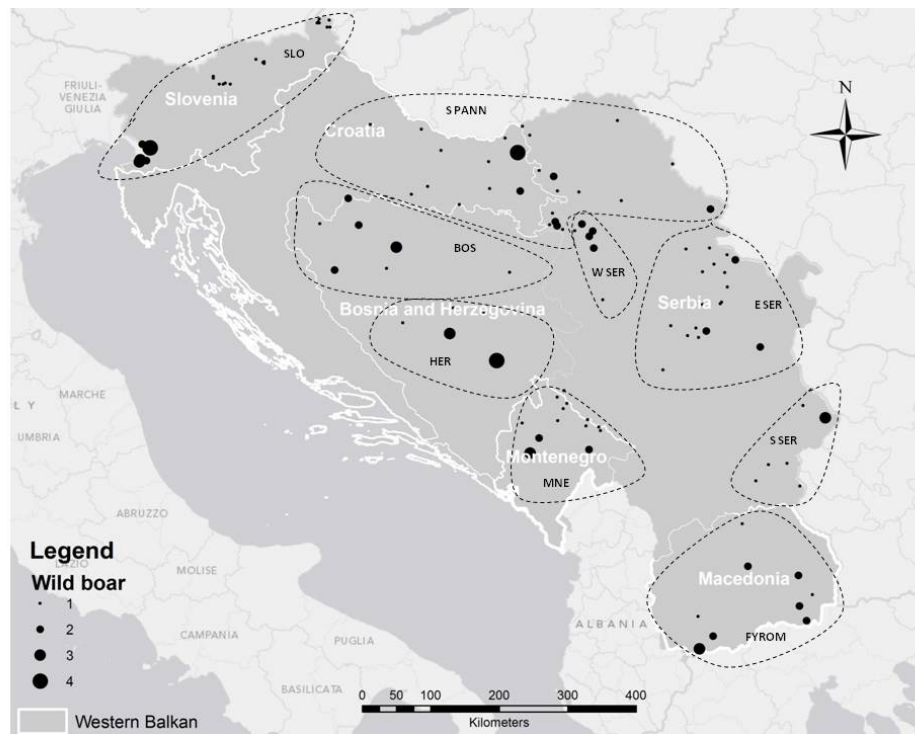 SLO
FRIULI-
VENEZIA
GIULIA
Slovenia
S PANN
Croatia
N
BOS
W SER
Serbia
E SER
Bosnia and Herzegovina
HER
MARCHE
LY
UMBRIA
S SER
Montenegro
MNE
ABRUZZO
Legend
LAZIO
MOLISE
Macedonia
Wild boar
1
2
3
4
ALBANIA
CAMPANIA
PUGLIA
FYROM
BASILICATA
0 50 100 200 300 400
Kilometers
Western Balkan